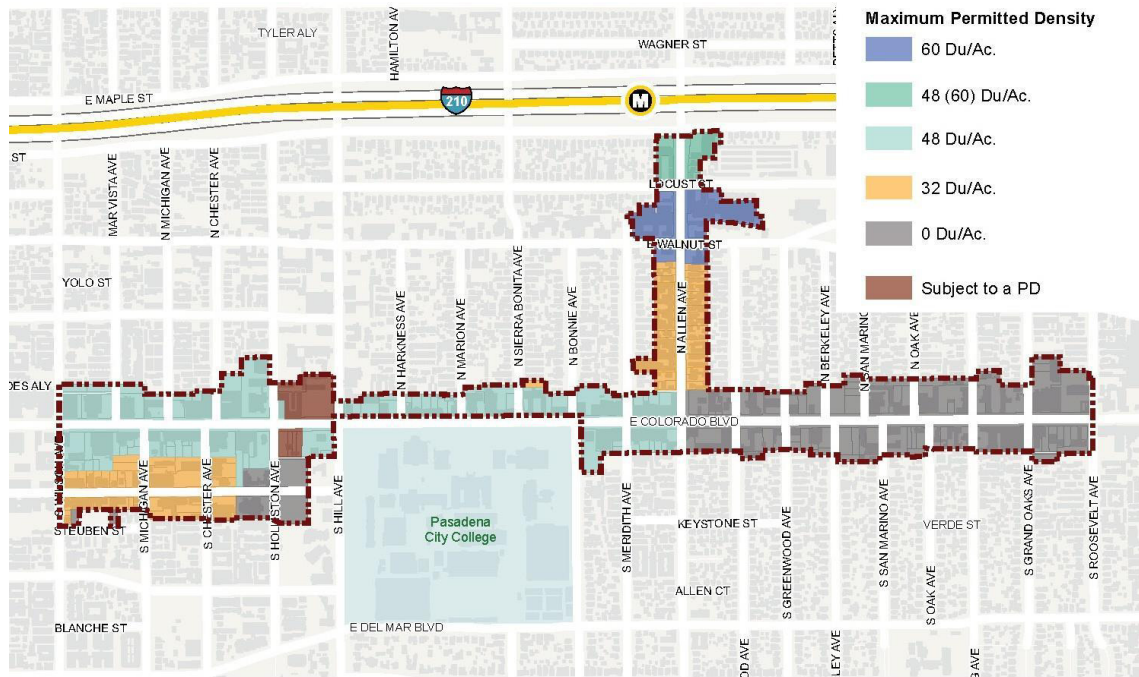 Maximum Permitted Density
60 Du/Ac.
48 (60) Du/Ac.
48 Du/Ac.
32 Du/Ac.
0 Du/Ac.
Subject to a PD
TYLER ALY
HAMILTON AV
WAGNER ST
E MAPLE ST
210
M
ST
MAR VISTA AVE
N MICHIGAN AVE
N CHESTER AVE
LOCUST ST
E WALNUT ST
YOLO ST
N HARKNESS AVE
N MARION AVE
N SIERRA BONITA AVE
N BONNIE AVE
N ALLEN AVE
N BERKELEY AVE
N SAN MARINO
N OAK AVE
DES ALY
E COLORADO BLVD
S MICHIGAN AVE
S CHESTER AVE
S HOLLISTON AVE
S HILL AVE
STEUBEN ST
Pasadena
City College
S MERIDITH AVE
KEYSTONE ST
S GREENWOOD AVE
S SAN MARINO AVE
VERDE ST
S OAK AVE
S GRAND OAKS AVE
S ROOSEVELT AVE
ALLEN CT
BLANCHE ST
E DEL MAR BLVD
OD AVE
LEY AVE